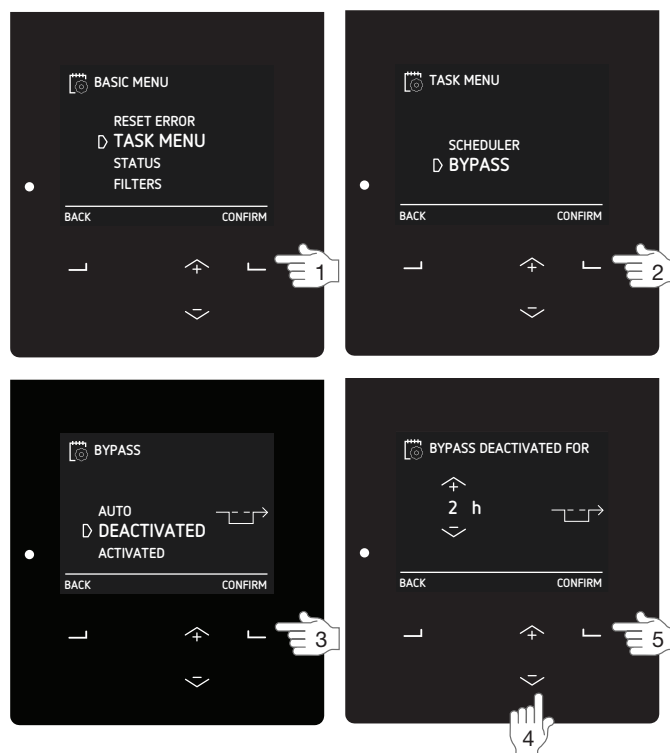 BASIC MENU
RESET ERROR
TASK MENU
STATUS
FILTERS
BACK CONFIRM
1
TASK MENU
SCHEDULER
BYPASS
BACK CONFIRM
2
BYPASS
AUTO
DEACTIVATED
ACTIVATED
BACK CONFIRM
3
BYPASS DEACTIVATED FOR
2 h
BACK CONFIRM
5
4